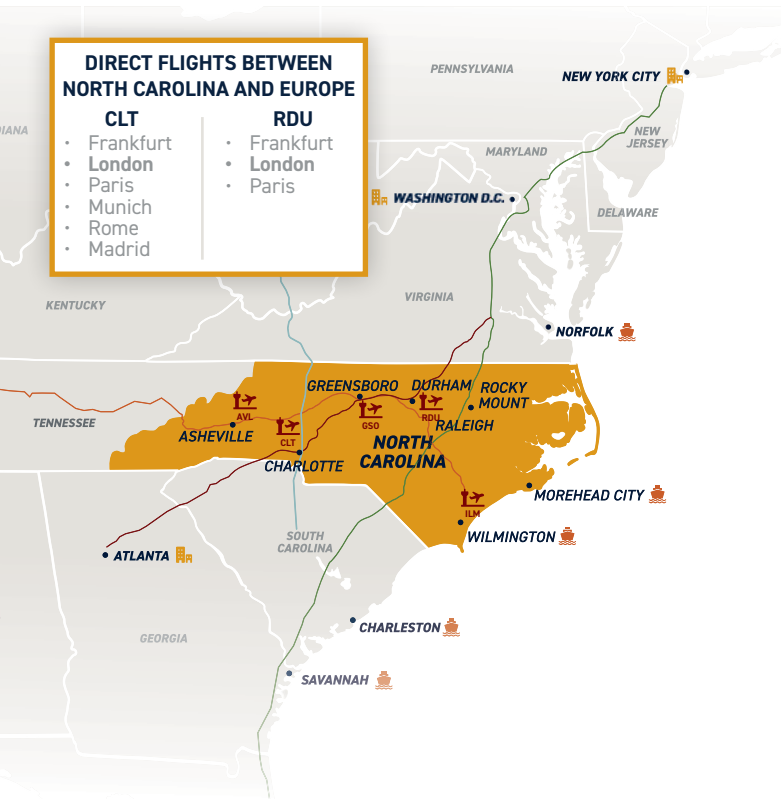 DIRECT FLIGHTS BETWEEN
NORTH CAROLINA AND EUROPE
CLT
• Frankfurt
• London
• Paris
• Munich
• Rome
• Madrid
RDU
• Frankfurt
• London
• Paris
PENNSYLVANIA
NEW YORK CITY
IANA
NEW
JERSEY
MARYLAND
WASHINGTON D.C.
DELAWARE
KENTUCKY
VIRGINIA
NORFOLK
GREENSBORO
DURHAM
ROCKY
MOUNT
TENNESSEE
AVL
GSO
RDU
RALEIGH
ASHEVILLE
CLT
NORTH
CAROLINA
CHARLOTTE
MOREHEAD CITY
ILM
WILMINGTON
SOUTH
CAROLINA
ATLANTA
CHARLESTON
GEORGIA
SAVANNAH